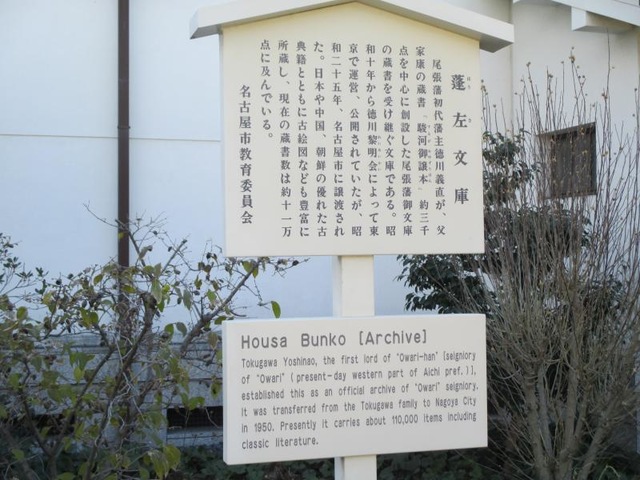 蓬左文庫
ほう さ
尾張藩初代藩主徳川義直が、父
家康の蔵書「駿河御譲本」約三千
点を中心に創設した尾張藩御文庫
の蔵書を受け継ぐ文庫である。昭
和十年から徳川黎明会によって東
京で運営、公開されていたが、昭
和二十五年、名古屋市に譲渡され
た。日本や中国、朝鮮の優れた古
典籍とともに古絵図なども豊富に
所蔵し、現在の蔵書数は約十一万
点に及んでいる。
名古屋市教育委員会
Housa Bunko [Archive]
Tokugawa Yoshinao, the first lord of "Owari-han" [seigniory
of "Owari" (present-day western part of Aichi pref.)],
established this as an official archive of "Owari" seigniory.
It was transferred from the Tokugawa family to Nagoya City
in 1950. Presently it carries about 110,000 items including
classic literature.